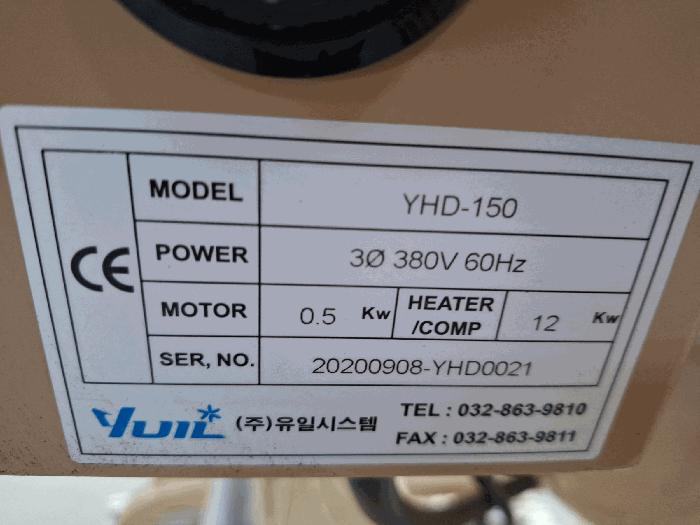 CE
MODEL YHD-150
POWER 3Ø 380V 60Hz
MOTOR 0.5 Kw HEATER /COMP 12 Kw
SER, NO. 20200908-YHD0021
YUIL (주)유일시스템
TEL : 032-863-9810
FAX : 032-863-9811